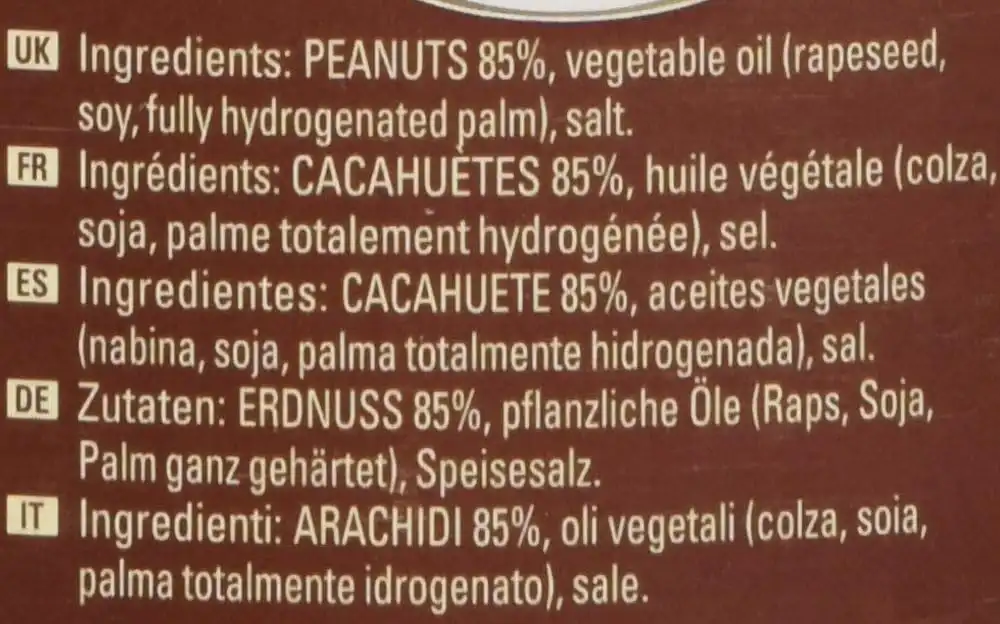 UK Ingredients: PEANUTS 85%, vegetable oil (rapeseed,
soy, fully hydrogenated palm), salt.
FR Ingrédients: CACAHUÈTES 85%, huile végétale (colza,
soja, palme totalement hydrogénée), sel.
ES Ingredientes: CACAHUETE 85%, aceites vegetales
(nabina, soja, palma totalmente hidrogenada), sal.
DE Zutaten: ERDNUSS 85%, pflanzliche Öle (Raps, Soja,
Palm ganz gehärtet), Speisesalz.
IT Ingredienti: ARACHIDI 85%, oli vegetali (colza, soia,
palma totalmente idrogenato), sale.